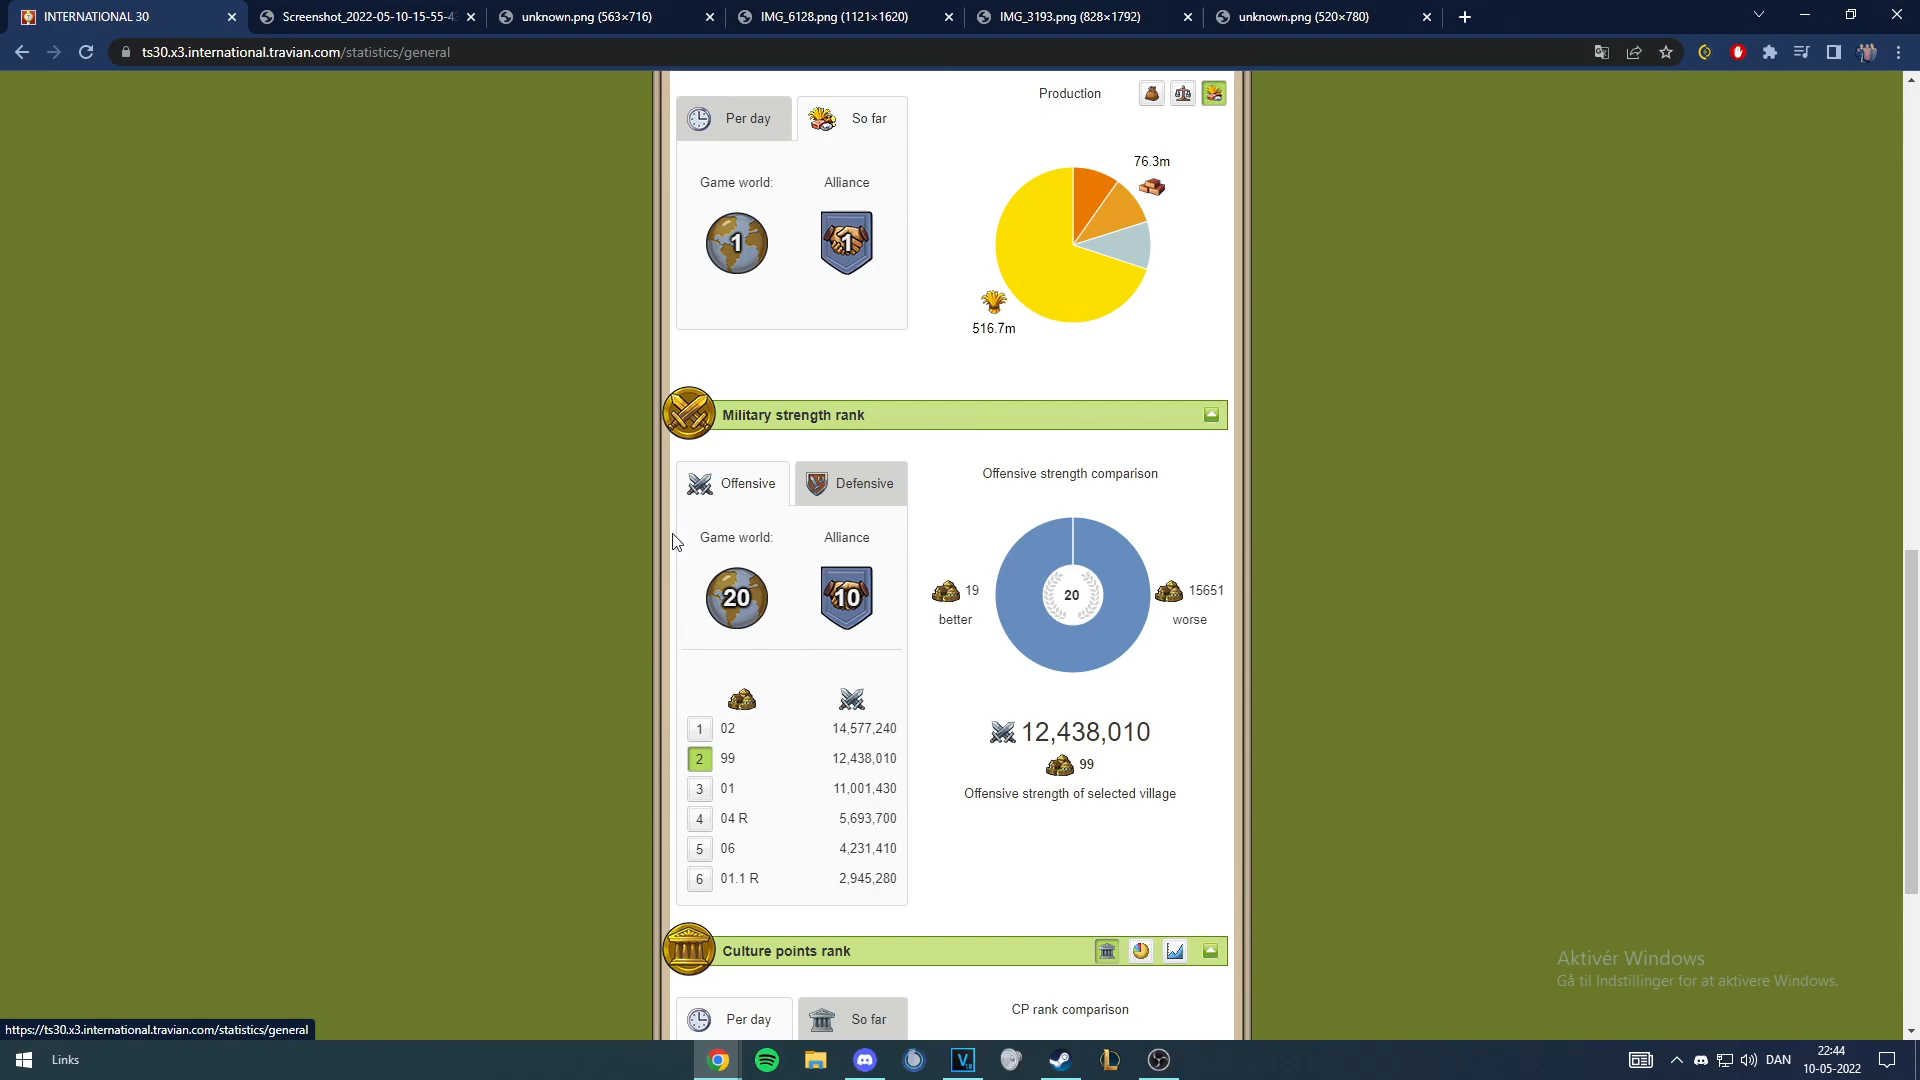 INTERNATIONAL 30
Screenshot_2022-05-10-15-55-4
unknown.png (563×716)
IMG_6128.png (1121×1620)
IMG_3193.png (828×1792)
unknown.png (520×780)
ts30.x3.international.travian.com/statistics/general
Production
Per day
So far
Game world:
Alliance
1
1
76.3m
516.7m
Military strength rank
Offensive
Defensive
Offensive strength comparison
Game world:
Alliance
20
10
19
better
20
15651
worse
1 02 14,577,240
2 99 12,438,010
3 01 11,001,430
4 04 R 5,693,700
5 06 4,231,410
6 01.1 R 2,945,280
12,438,010
99
Offensive strength of selected village
Culture points rank
Per day
So far
CP rank comparison
Aktivér Windows
Gå til Indstillinger for at aktivere Windows.
https://ts30.x3.international.travian.com/statistics/general
Links
DAN
22:44
10-05-2022